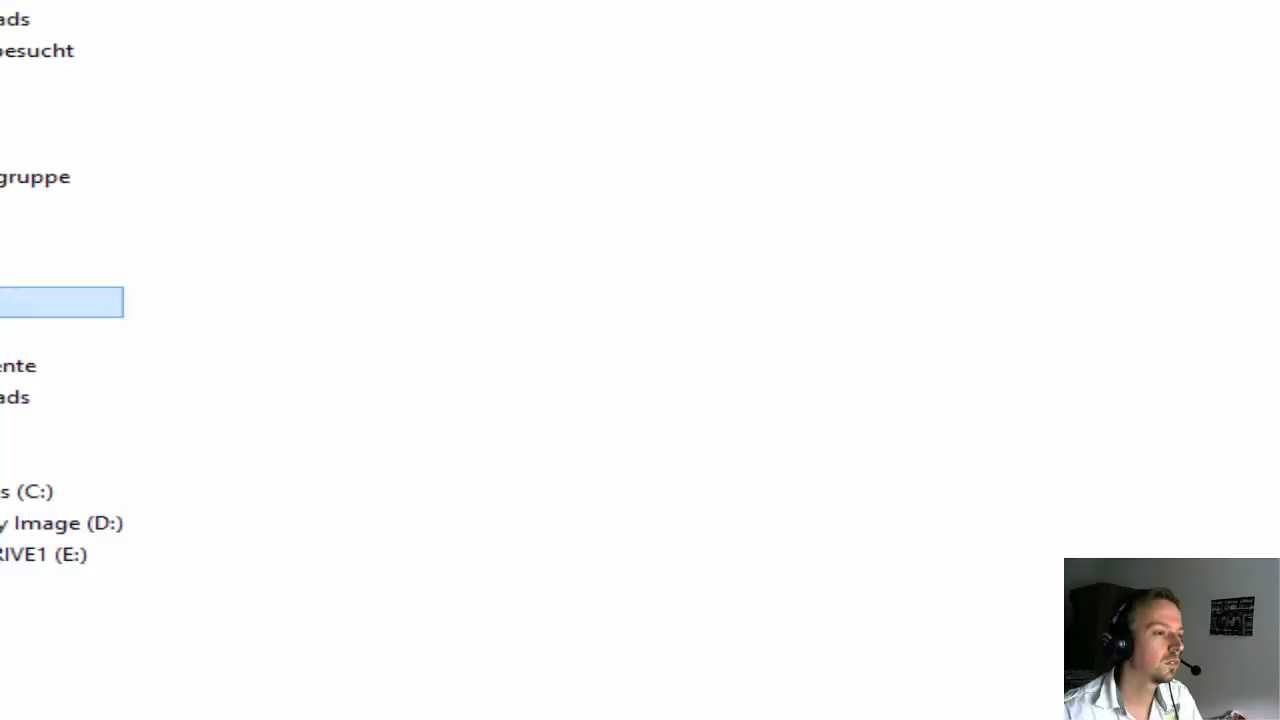 ads
besucht
gruppe
ente
ads
s (C:)
y Image (D:)
RIVE1 (E:)